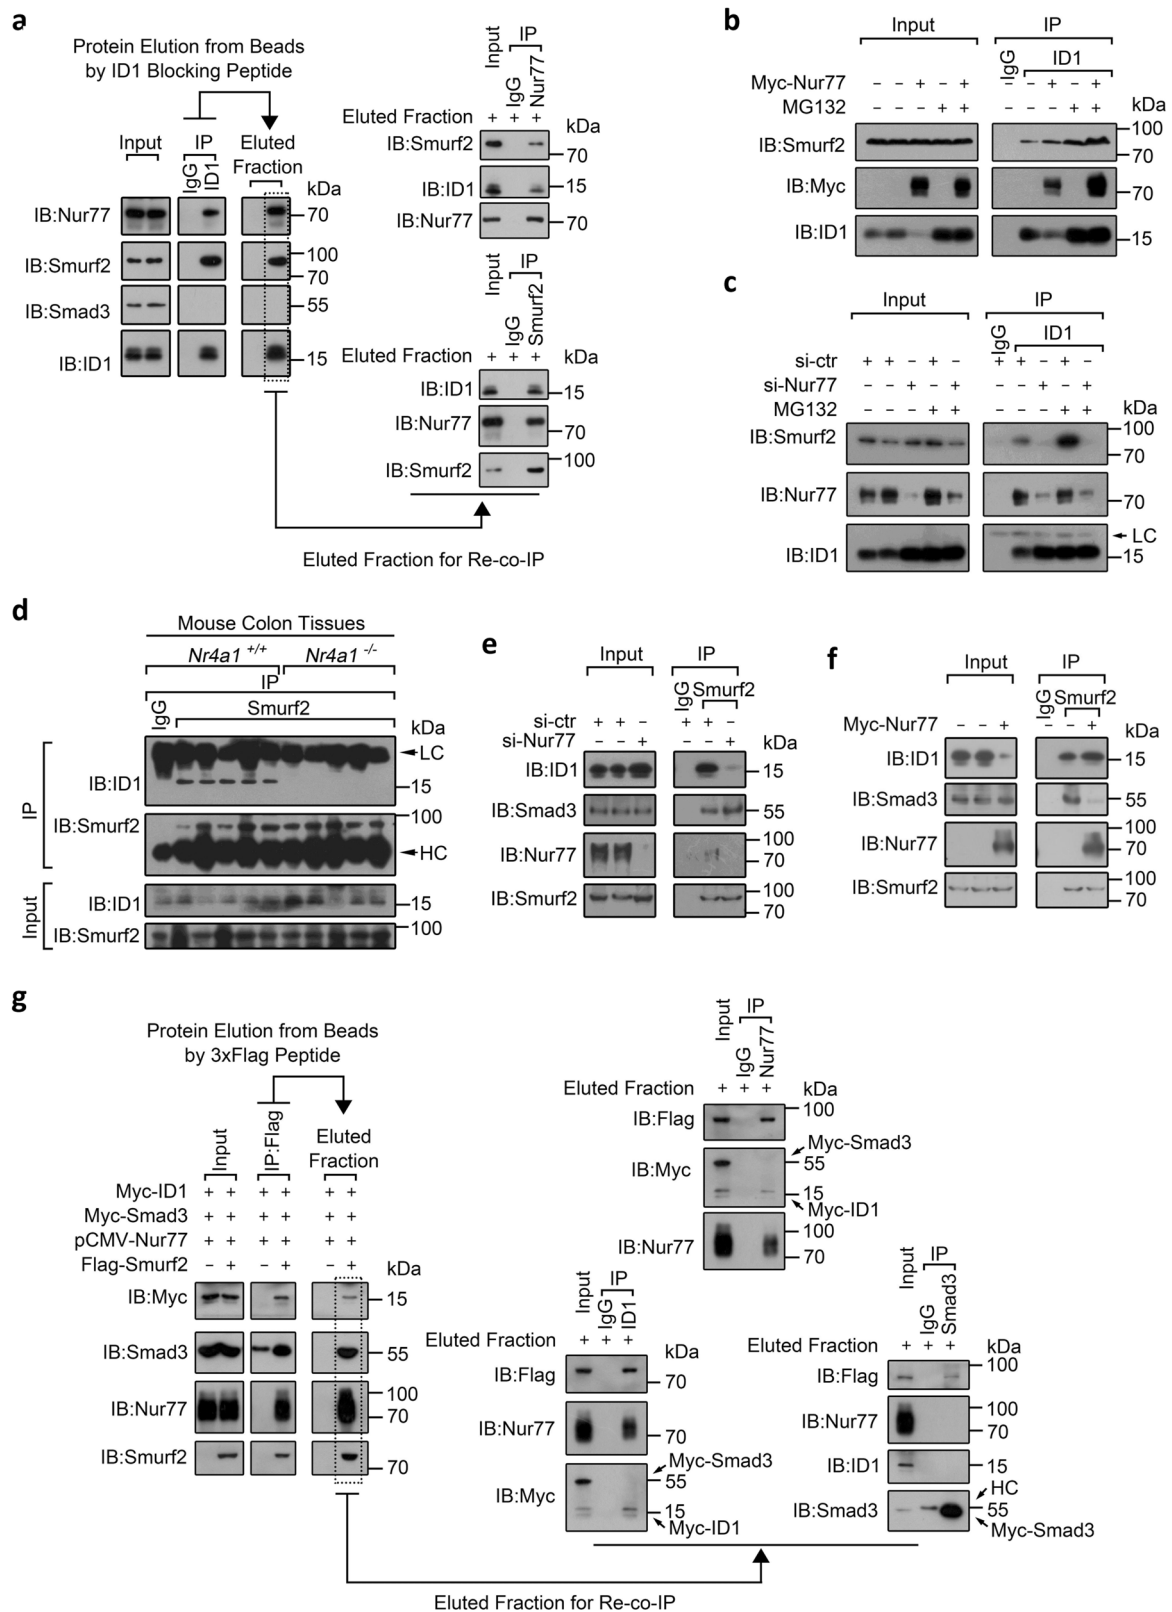 a
Protein Elution from Beads
by ID1 Blocking Peptide
Input
IP
Eluted
Fraction
IgG
ID1
kDa
IB:Nur77
70
IB:Smurf2
100
70
IB:Smad3
55
IB:ID1
15
Input
IP
IgG
Nur77
Eluted Fraction + + +
kDa
IB:Smurf2
70
IB:ID1
15
IB:Nur77
70
Input
IP
IgG
Smurf2
Eluted Fraction + + +
kDa
IB:ID1
15
IB:Nur77
70
IB:Smurf2
100
Eluted Fraction for Re-co-IP
b
Input
IP
IgG
ID1
Myc-Nur77 – – + – + – – + – +
MG132 – – – + + – – – + +
kDa
IB:Smurf2
100
70
IB:Myc
70
IB:ID1
15
c
Input
IP
IgG
ID1
si-ctr + + – + – + + – + –
si-Nur77 – – + – + – – + – +
MG132 – – – + + – – – + +
kDa
IB:Smurf2
100
70
IB:Nur77
70
LC
IB:ID1
15
d
Mouse Colon Tissues
Nr4a1 +/+
Nr4a1 -/-
IP
IgG
Smurf2
kDa
IP
LC
IB:ID1
15
IB:Smurf2
100
HC
Input
IB:ID1
15
IB:Smurf2
100
e
Input
IP
IgG
Smurf2
si-ctr + + – + + –
si-Nur77 – – + – – +
kDa
IB:ID1
15
IB:Smad3
55
IB:Nur77
100
70
IB:Smurf2
100
70
f
Input
IP
IgG
Smurf2
Myc-Nur77 – – + – – +
kDa
IB:ID1
15
IB:Smad3
55
IB:Nur77
100
70
IB:Smurf2
100
70
g
Protein Elution from Beads
by 3xFlag Peptide
Input
IP:Flag
Eluted
Fraction
Myc-ID1 + + + + + +
Myc-Smad3 + + + + + +
pCMV-Nur77 + + + + + +
Flag-Smurf2 – + – + – +
kDa
IB:Myc
15
IB:Smad3
55
IB:Nur77
100
70
IB:Smurf2
70
Input
IP
IgG
Nur77
Eluted Fraction + + +
kDa
IB:Flag
100
Myc-Smad3
IB:Myc
55
15
Myc-ID1
IB:Nur77
100
70
Input
IP
IgG
ID1
Eluted Fraction + + +
kDa
IB:Flag
70
IB:Nur77
70
Myc-Smad3
IB:Myc
55
15
Myc-ID1
Input
IP
IgG
Smad3
Eluted Fraction + + +
kDa
IB:Flag
100
IB:Nur77
100
70
IB:ID1
15
HC
IB:Smad3
55
Myc-Smad3
Eluted Fraction for Re-co-IP